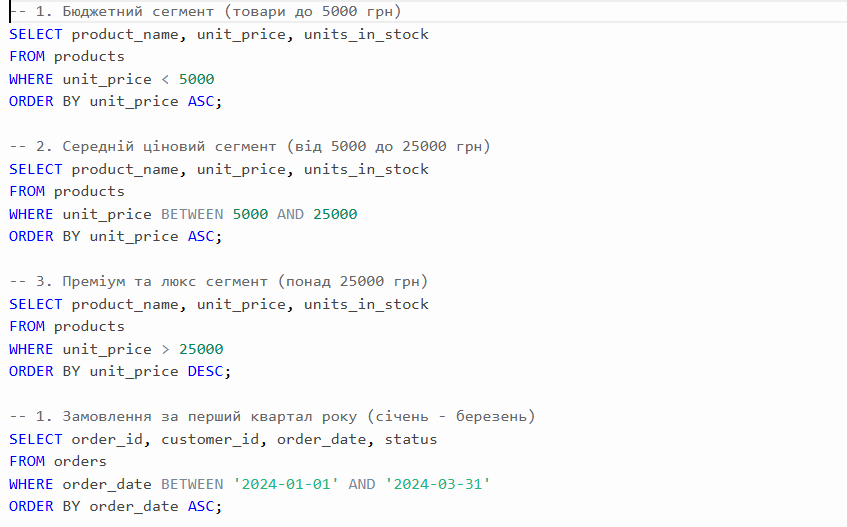 -- 1. Бюджетний сегмент (товари до 5000 грн)
SELECT product_name, unit_price, units_in_stock
FROM products
WHERE unit_price < 5000
ORDER BY unit_price ASC;
-- 2. Середній ціновий сегмент (від 5000 до 25000 грн)
SELECT product_name, unit_price, units_in_stock
FROM products
WHERE unit_price BETWEEN 5000 AND 25000
ORDER BY unit_price ASC;
-- 3. Преміум та люкс сегмент (понад 25000 грн)
SELECT product_name, unit_price, units_in_stock
FROM products
WHERE unit_price > 25000
ORDER BY unit_price DESC;
-- 1. Замовлення за перший квартал року (січень - березень)
SELECT order_id, customer_id, order_date, status
FROM orders
WHERE order_date BETWEEN '2024-01-01' AND '2024-03-31'
ORDER BY order_date ASC;